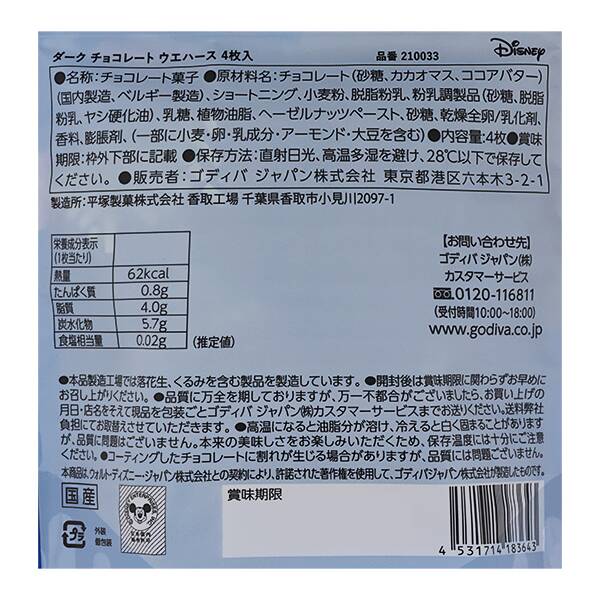 ダーク チョコレート ウエハース 4枚入 品番 210033 Disney
●名称:チョコレート菓子 ●原材料名:チョコレート(砂糖、カカオマス、ココアバター)
(国内製造、ベルギー製造)、ショートニング、小麦粉、脱脂粉乳、粉乳調製品(砂糖、脱脂
粉乳、ヤシ硬化油)、乳糖、植物油脂、ヘーゼルナッツペースト、砂糖、乾燥全卵/乳化剤、
香料、膨脹剤、(一部に小麦・卵・乳成分・アーモンド・大豆を含む) ●内容量:4枚 ●賞味
期限:枠外下部に記載 ●保存方法:直射日光、高温多湿を避け、28℃以下で保存して
ください。 ●販売者:ゴディバ ジャパン株式会社 東京都港区六本木3-2-1
製造所:平塚製菓株式会社 香取工場 千葉県香取市小見川2097-1
栄養成分表示
(1枚当たり)
熱量 62kcal
たんぱく質 0.8g
脂質 4.0g
炭水化物 5.7g
食塩相当量 0.02g (推定値)
【お問い合わせ先】
ゴディバ ジャパン(株)
カスタマーサービス
0120-116811
(受付時間10:00~18:00)
www.godiva.co.jp
●本品製造工場では落花生、くるみを含む製品を製造しています。 ●開封後は賞味期限に関わらずお早めに
お召し上がりください。 ●品質に万全を期しておりますが、万一不都合がございましたら、お買い上げの
月日・店名をそえて現品を包装ごとゴディバ ジャパン(株)カスタマーサービスまでお送りください。送料弊社
負担にてお取替えさせていただきます。 ●高温になると油脂分が溶け、冷えると白く固まることがあります
が、品質に問題はございません。本来の美味しさをお楽しみいただくため、保存温度には十分にご注意
ください。 ●コーティングしたチョコレートに割れが生じる場合がありますが、品質には問題ございません。
本商品は、ウォルト・ディズニー・ジャパン株式会社との契約により、許諾された著作権を使用して、ゴディバジャパン(株)が製造したものです。
国産
プラ
外装
個包装
賞味期限
4 531714 183643